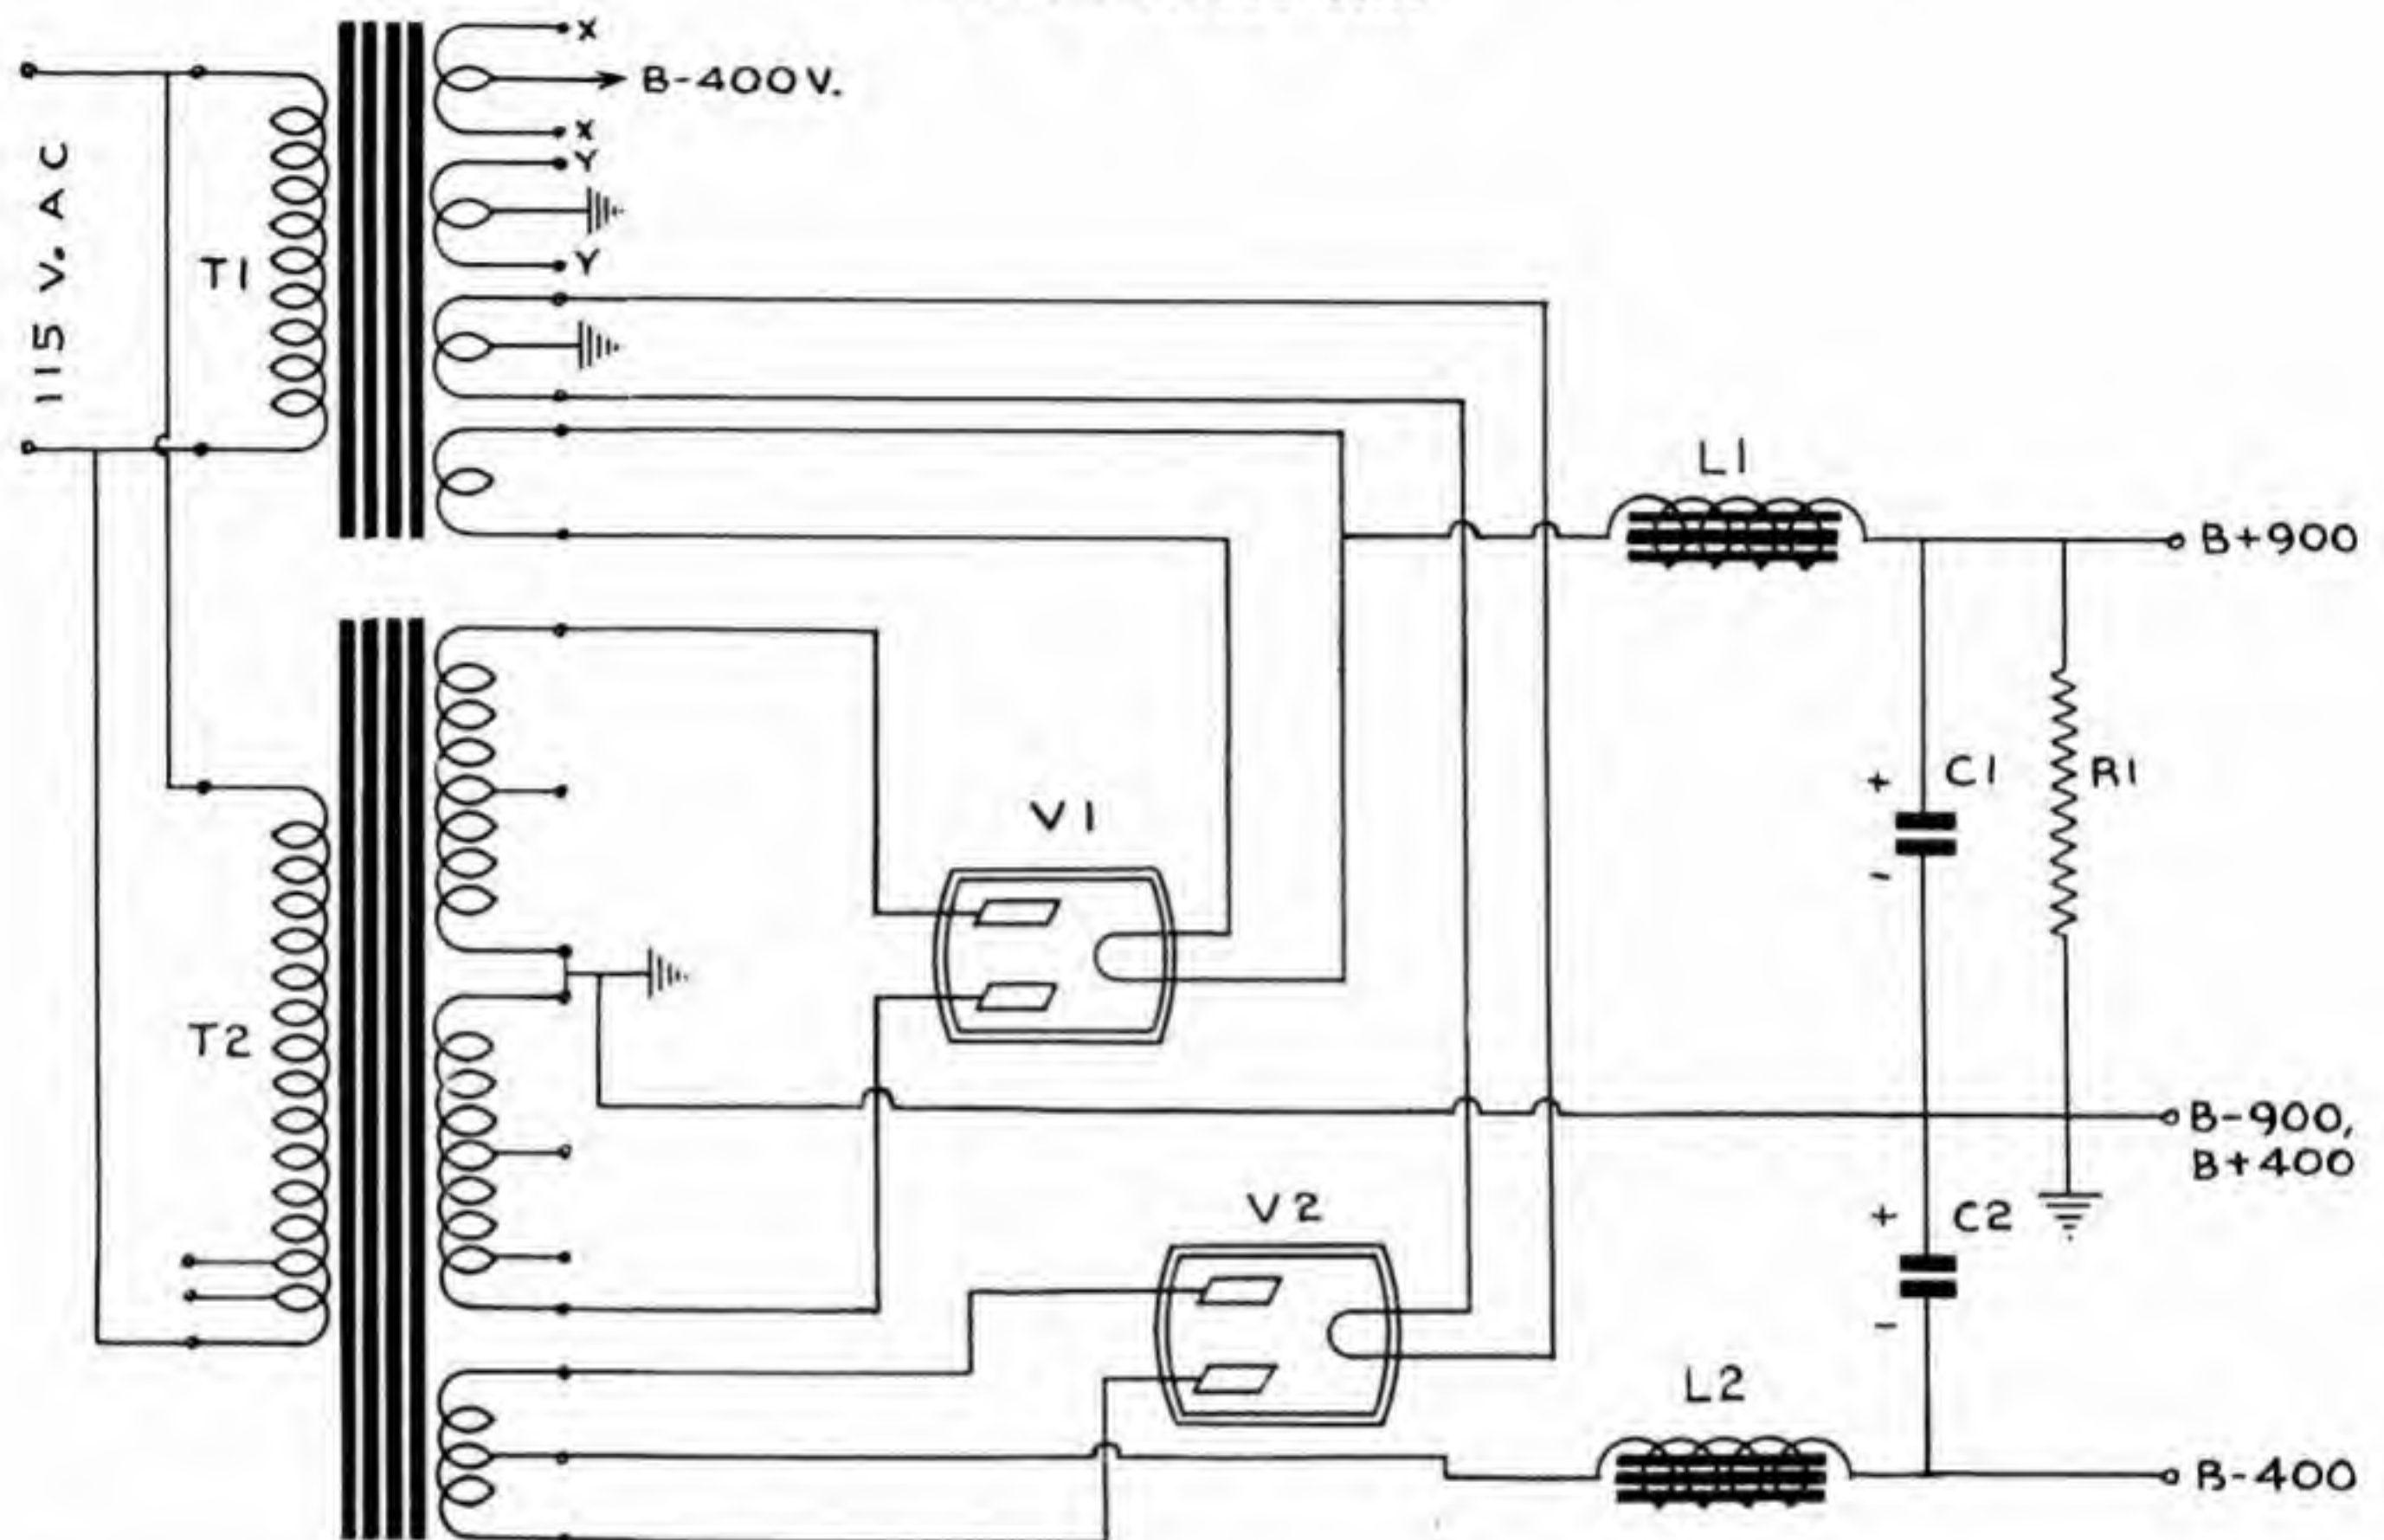 X
B-400V.
X
Y
Y
115 V. AC
T1
L1
B+900
V1
C1
R1
+
-
T2
B-900,
B+400
V2
+
C2
-
L2
B-400